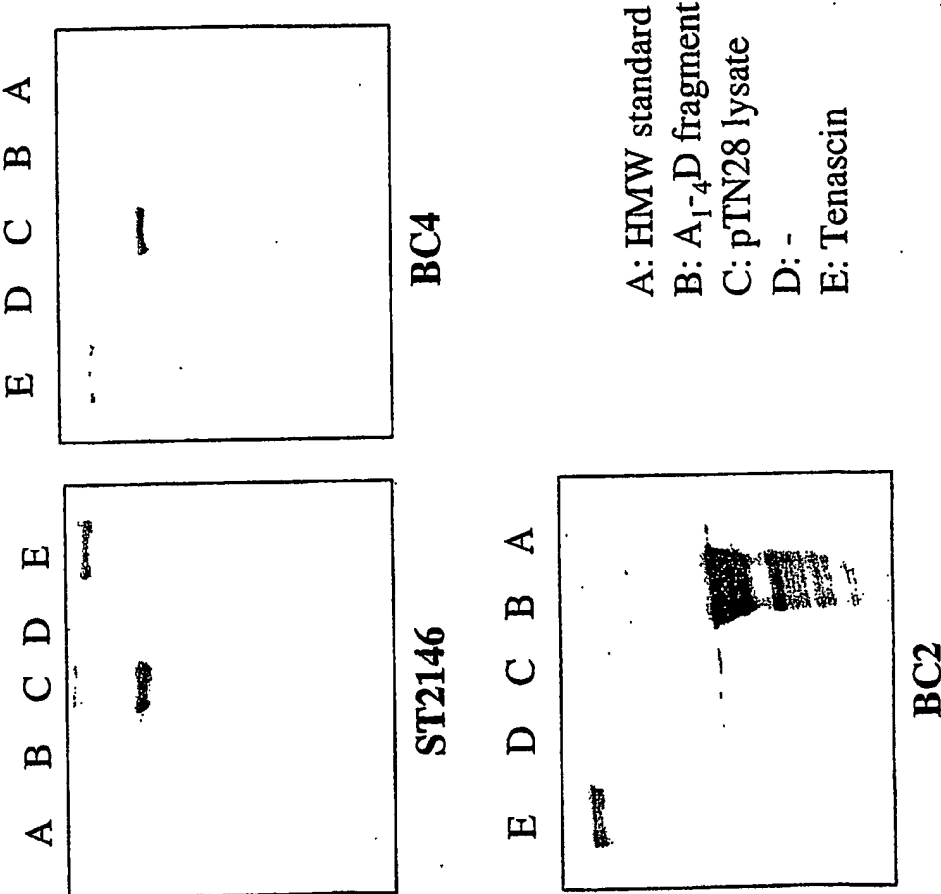 E D C B A
BC4
A B C D E
ST2146
E D C B A
BC2
A: HMW standard
B: A₁-₄D fragment
C: pTN28 lysate
D: -
E: Tenascin